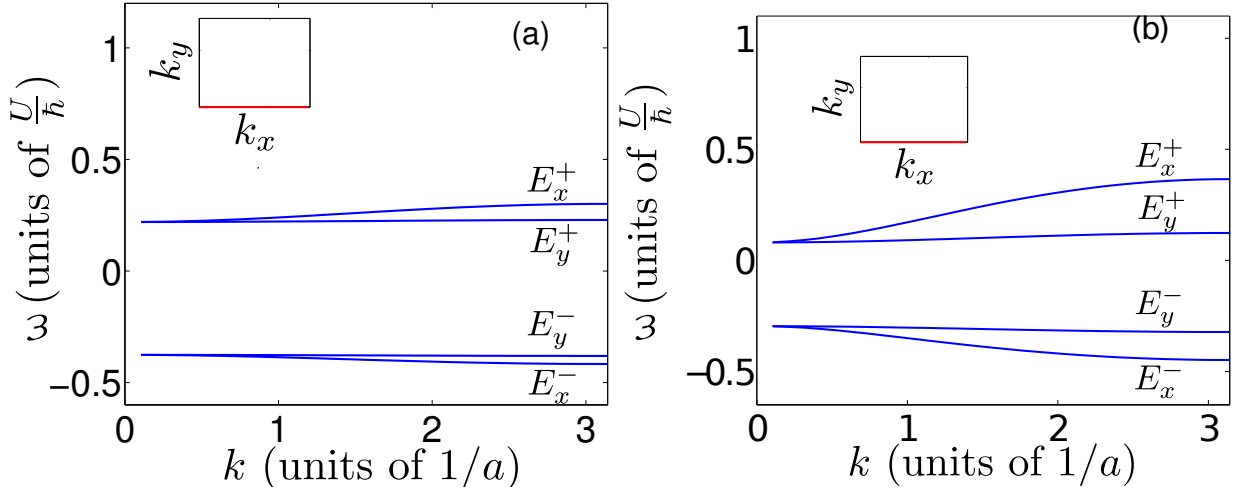 (a)
1
0.5
0
−0.5
ω (units of U/ħ)
k_y
k_x
E_x^+
E_y^+
E_y^-
E_x^-
0 1 2 3
k (units of 1/a)
(b)
1
0.5
0
−0.5
ω (units of U/ħ)
k_y
k_x
E_x^+
E_y^+
E_y^-
E_x^-
0 1 2 3
k (units of 1/a)